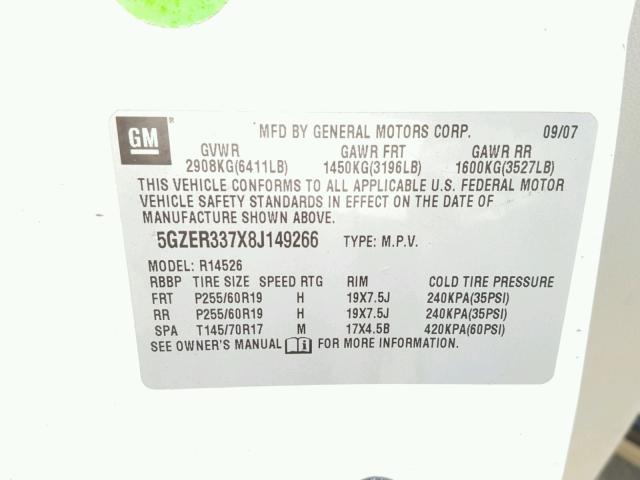 GM ® MFD BY GENERAL MOTORS CORP. 09/07
GVWR GAWR FRT GAWR RR
2908KG(6411LB) 1450KG(3196LB) 1600KG(3527LB)
THIS VEHICLE CONFORMS TO ALL APPLICABLE U.S. FEDERAL MOTOR
VEHICLE SAFETY STANDARDS IN EFFECT ON THE DATE OF
MANUFACTURE SHOWN ABOVE.
5GZER337X8J149266 TYPE: M.P.V.
MODEL: R14526
RBBP TIRE SIZE SPEED RTG RIM COLD TIRE PRESSURE
FRT P255/60R19 H 19X7.5J 240KPA(35PSI)
RR P255/60R19 H 19X7.5J 240KPA(35PSI)
SPA T145/70R17 M 17X4.5B 420KPA(60PSI)
SEE OWNER'S MANUAL i FOR MORE INFORMATION.